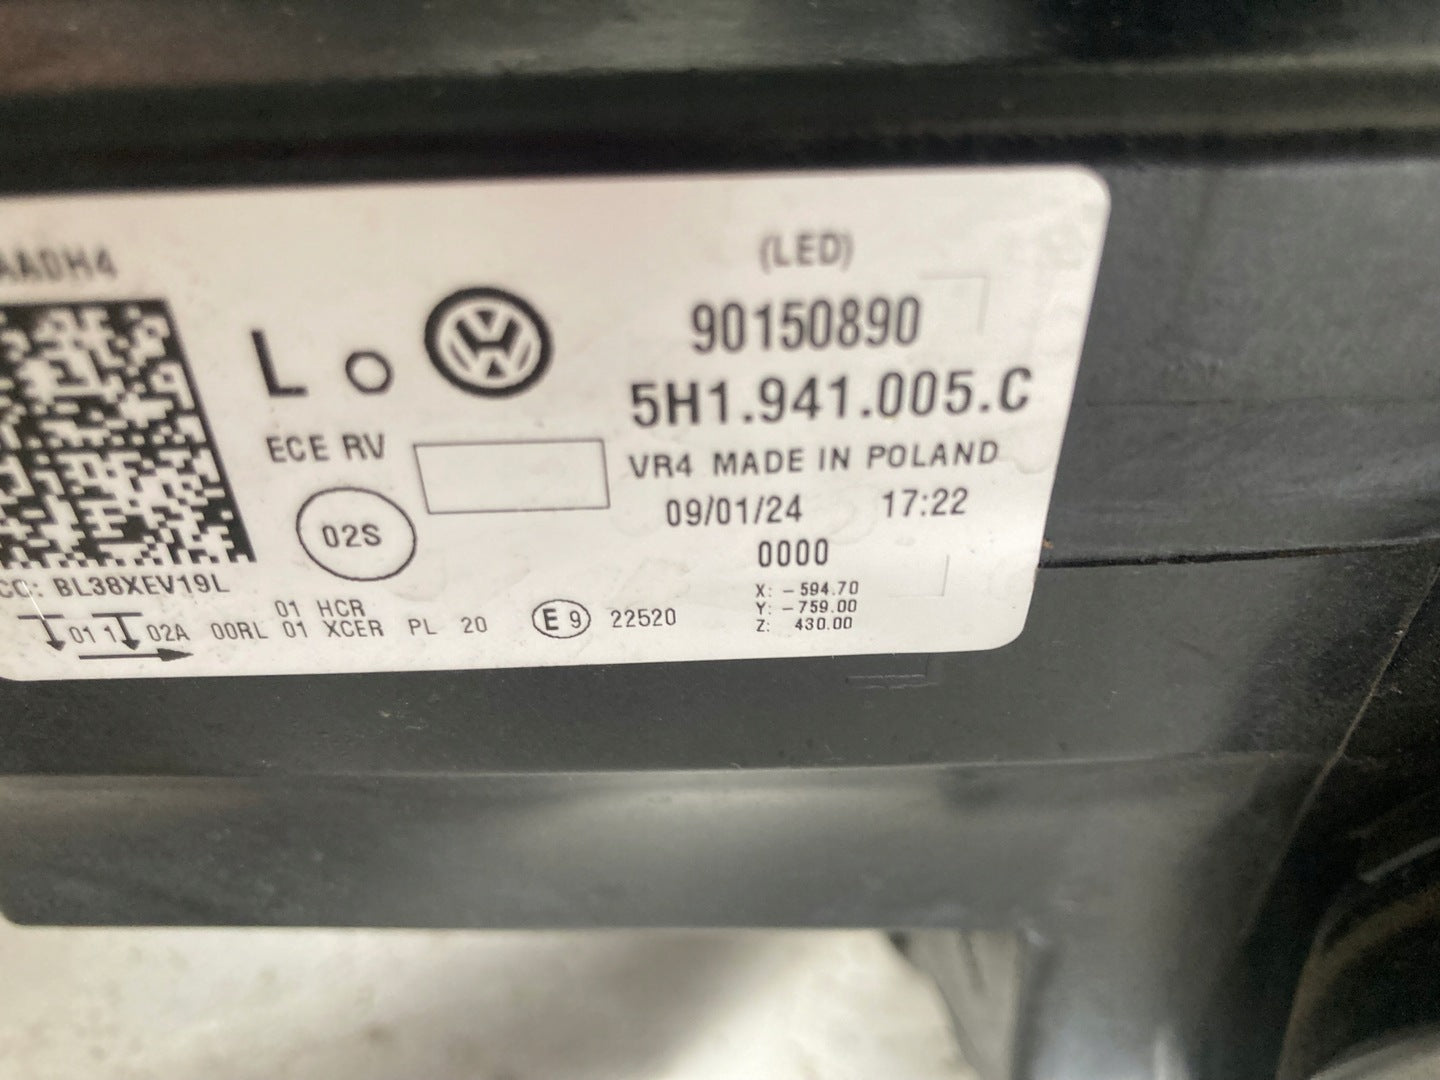 AA0H4
(LED)
90150890
L
5H1.941.005.C
ECE RV
VR4 MADE IN POLAND
09/01/24 17:22
02S
0000
CC: BL38XEV19L
X: -594.70
Y: -759.00
Z: 430.00
01 HCR
01 1 02A 00RL 01 XCER PL 20 E 9 22520